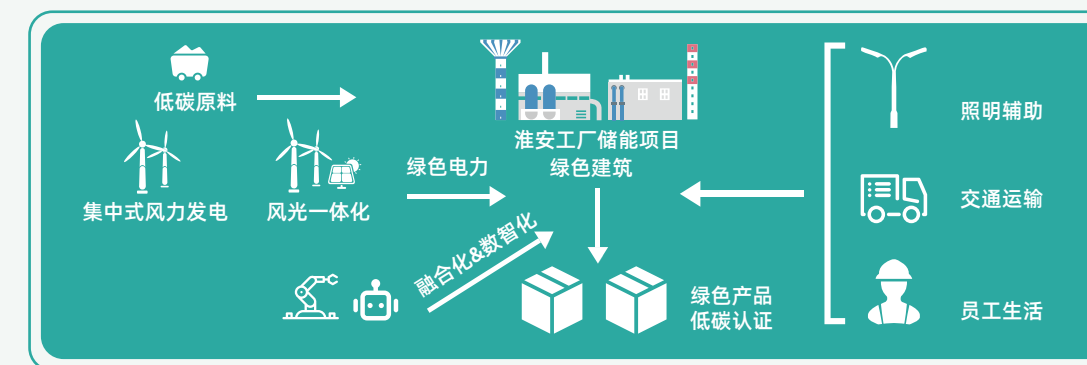 低碳原料
集中式风力发电
风光一体化
绿色电力
融合化&数智化
淮安工厂储能项目
绿色建筑
绿色产品
低碳认证
照明辅助
交通运输
员工生活